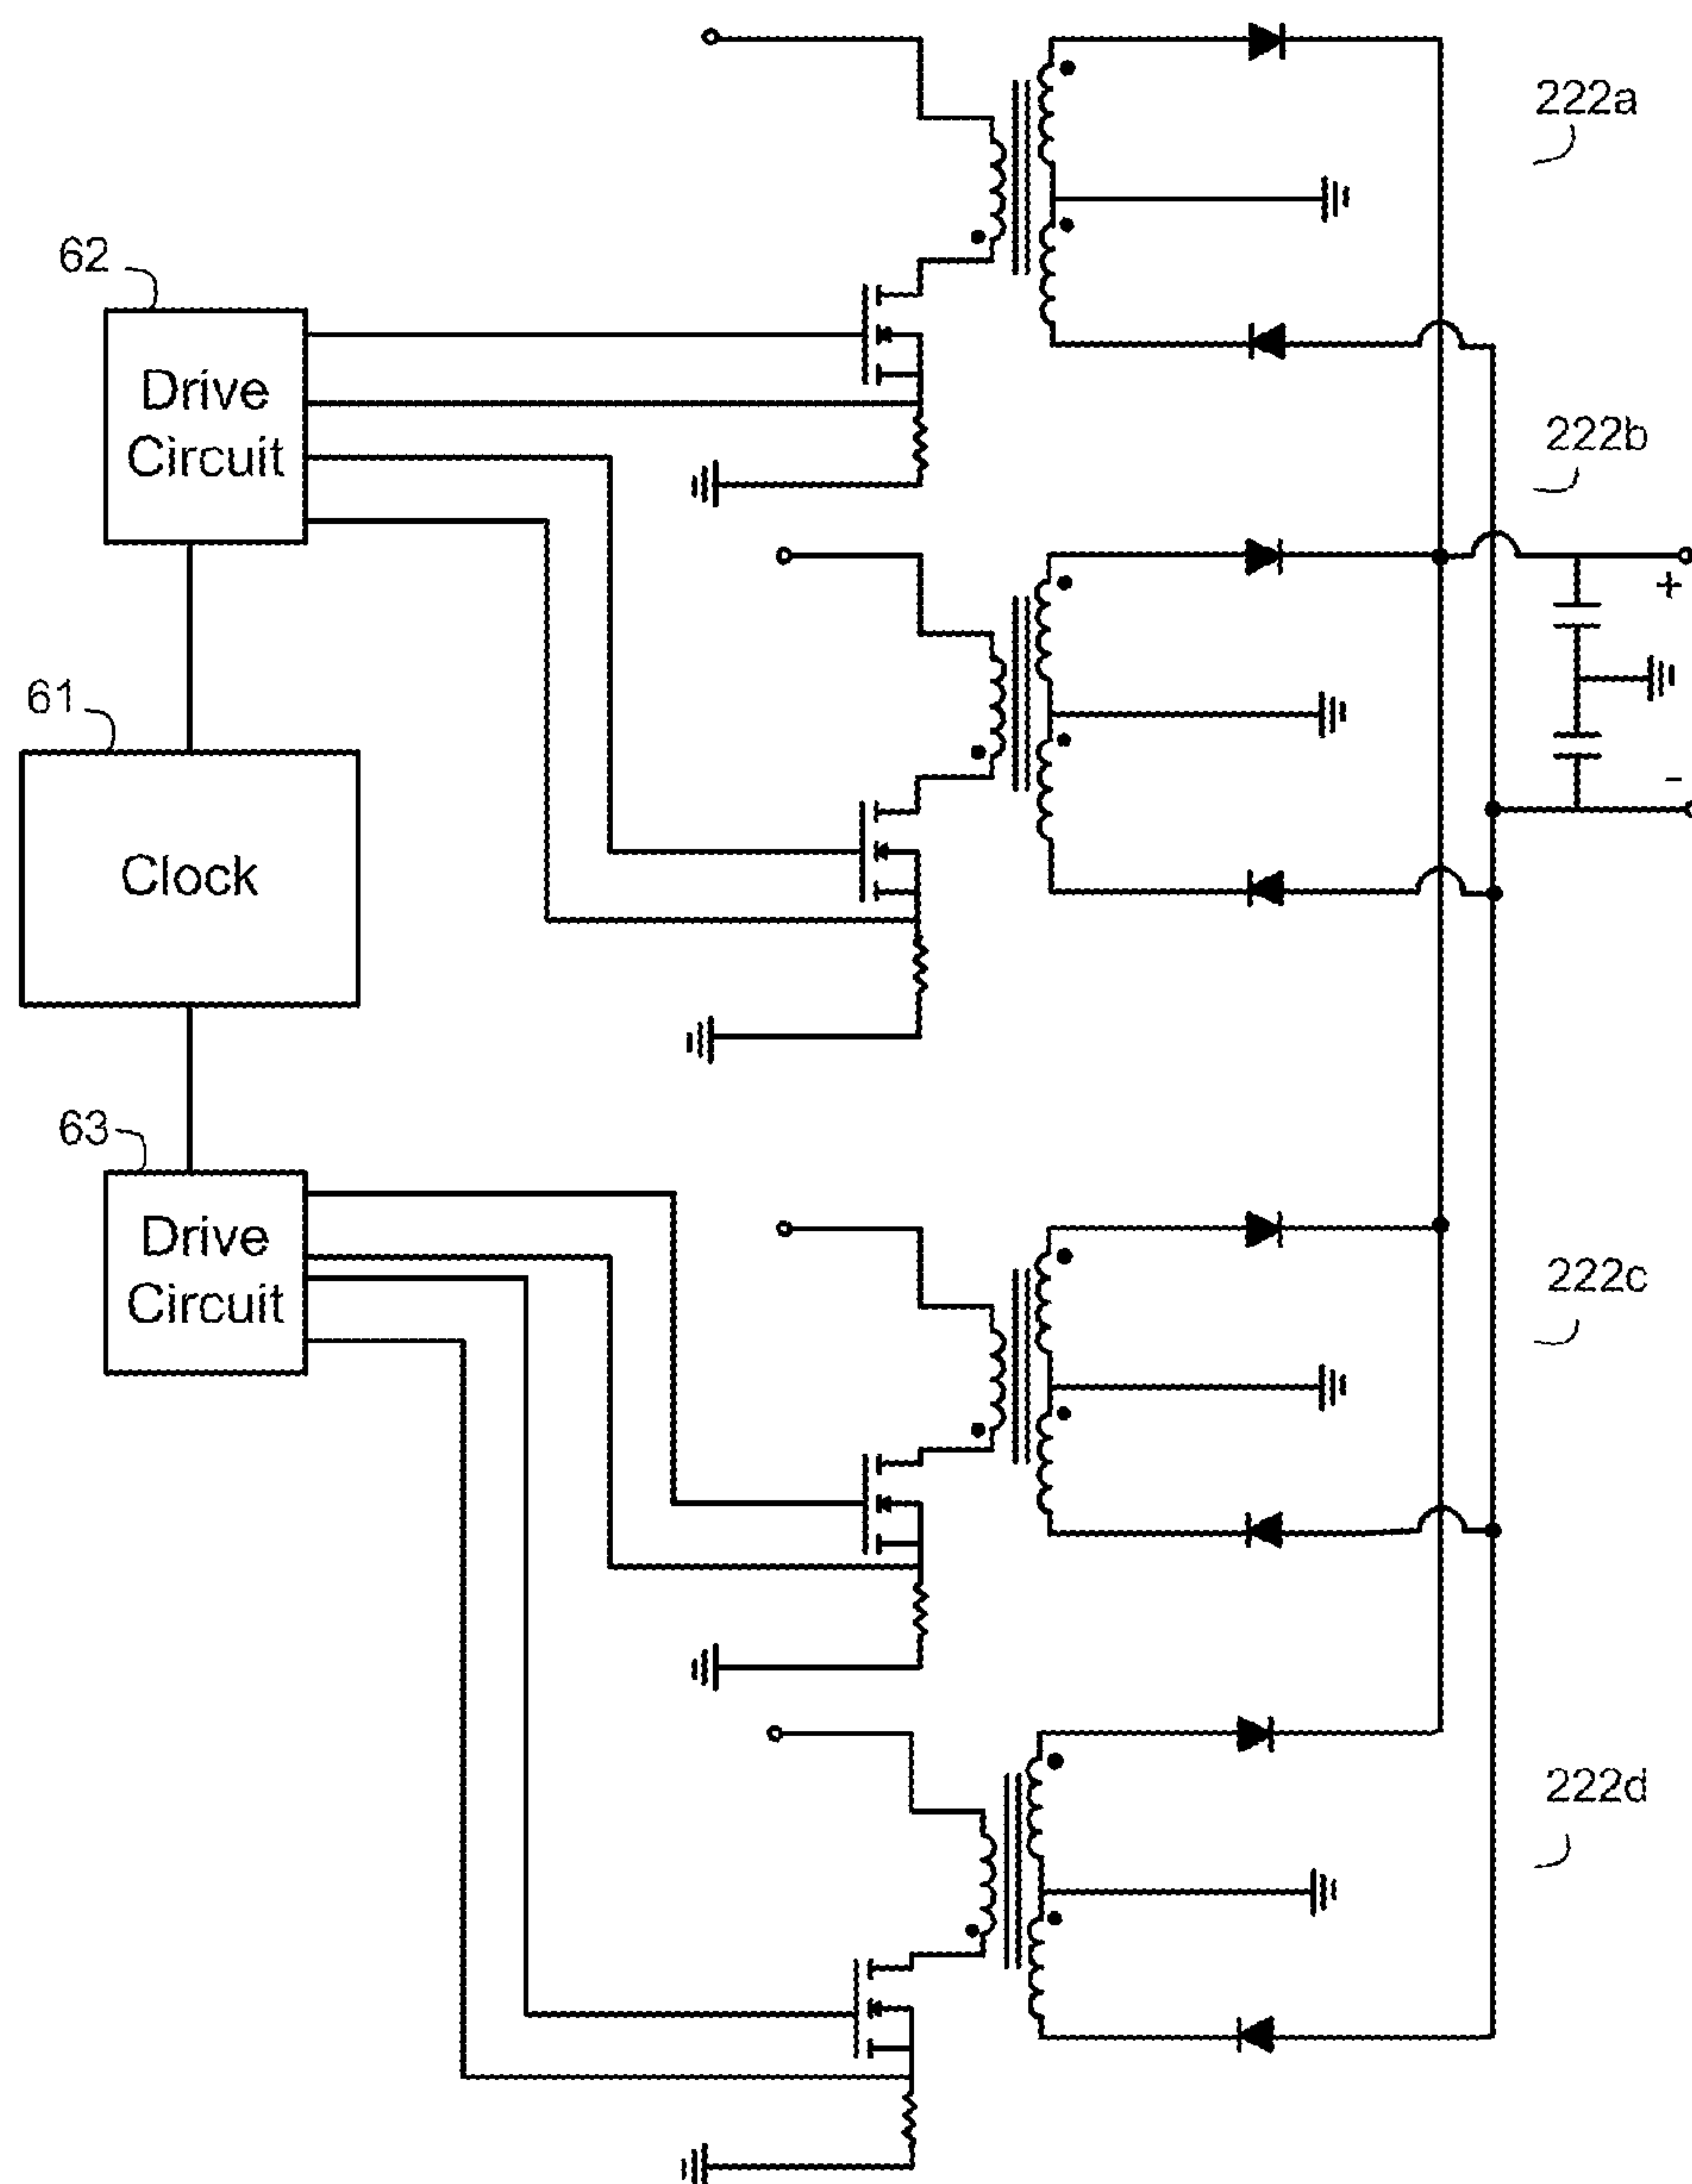 222a
62
Drive
Circuit
222b
+
61
-
Clock
63
Drive
Circuit
222c
222d